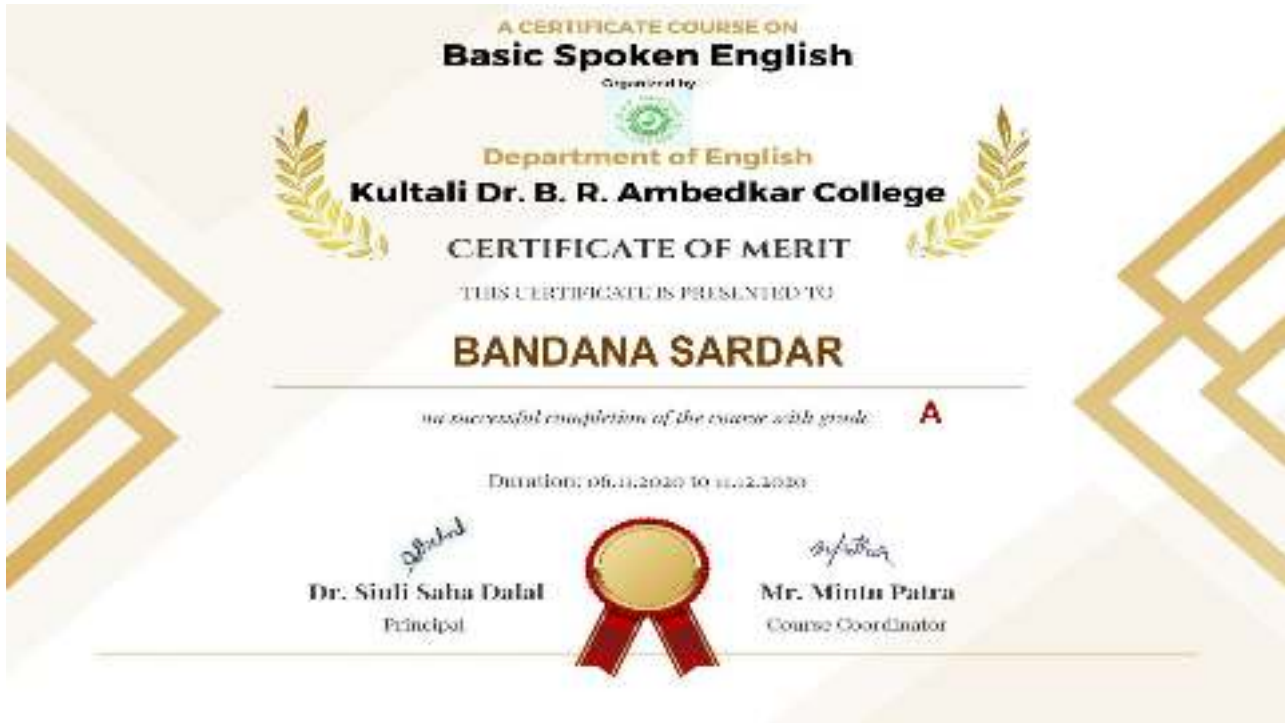 A CERTIFICATE COURSE ON
Basic Spoken English
Organized by
Department of English
Kultali Dr. B. R. Ambedkar College
CERTIFICATE OF MERIT
THIS CERTIFICATE IS PRESENTED TO
BANDANA SARDAR
on successful completion of the course with grade A
Duration: 06.11.2020 to 11.12.2020
Dr. Siuli Saha Dalal
Mr. Mintu Patra
Principal
Course Coordinator